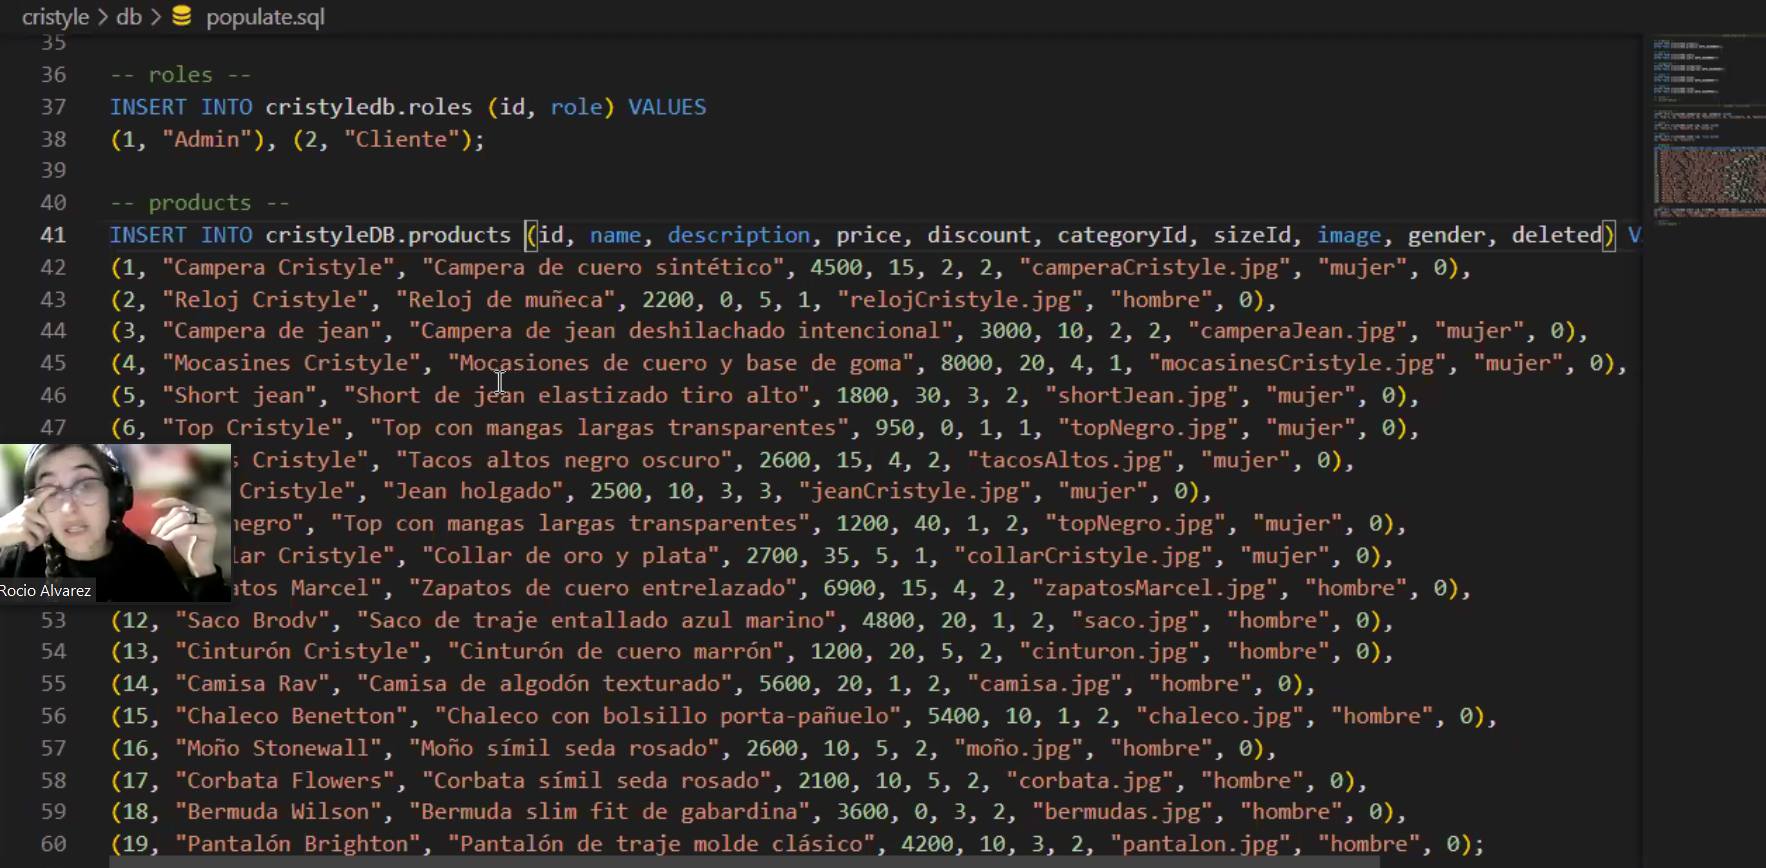 cristyle > db > populate.sql
35
36 -- roles --
37 INSERT INTO cristyledb.roles (id, role) VALUES
38 (1, "Admin"), (2, "Cliente");
39
40 -- products --
41 INSERT INTO cristyleDB.products (id, name, description, price, discount, categoryId, sizeId, image, gender, deleted) V
42 (1, "Campera Cristyle", "Campera de cuero sintético", 4500, 15, 2, 2, "camperaCristyle.jpg", "mujer", 0),
43 (2, "Reloj Cristyle", "Reloj de muñeca", 2200, 0, 5, 1, "relojCristyle.jpg", "hombre", 0),
44 (3, "Campera de jean", "Campera de jean deshilachado intencional", 3000, 10, 2, 2, "camperaJean.jpg", "mujer", 0),
45 (4, "Mocasines Cristyle", "Mocasiones de cuero y base de goma", 8000, 20, 4, 1, "mocasinesCristyle.jpg", "mujer", 0),
46 (5, "Short jean", "Short de jean elastizado tiro alto", 1800, 30, 3, 2, "shortJean.jpg", "mujer", 0),
47 (6, "Top Cristyle", "Top con mangas largas transparentes", 950, 0, 1, 1, "topNegro.jpg", "mujer", 0),
s Cristyle", "Tacos altos negro oscuro", 2600, 15, 4, 2, "tacosAltos.jpg", "mujer", 0),
Cristyle", "Jean holgado", 2500, 10, 3, 3, "jeanCristyle.jpg", "mujer", 0),
negro", "Top con mangas largas transparentes", 1200, 40, 1, 2, "topNegro.jpg", "mujer", 0),
lar Cristyle", "Collar de oro y plata", 2700, 35, 5, 1, "collarCristyle.jpg", "mujer", 0),
atos Marcel", "Zapatos de cuero entrelazado", 6900, 15, 4, 2, "zapatosMarcel.jpg", "hombre", 0),
Rocio Alvarez
53 (12, "Saco Brodv", "Saco de traje entallado azul marino", 4800, 20, 1, 2, "saco.jpg", "hombre", 0),
54 (13, "Cinturón Cristyle", "Cinturón de cuero marrón", 1200, 20, 5, 2, "cinturon.jpg", "hombre", 0),
55 (14, "Camisa Rav", "Camisa de algodón texturado", 5600, 20, 1, 2, "camisa.jpg", "hombre", 0),
56 (15, "Chaleco Benetton", "Chaleco con bolsillo porta-pañuelo", 5400, 10, 1, 2, "chaleco.jpg", "hombre", 0),
57 (16, "Moño Stonewall", "Moño símil seda rosado", 2600, 10, 5, 2, "moño.jpg", "hombre", 0),
58 (17, "Corbata Flowers", "Corbata símil seda rosado", 2100, 10, 5, 2, "corbata.jpg", "hombre", 0),
59 (18, "Bermuda Wilson", "Bermuda slim fit de gabardina", 3600, 0, 3, 2, "bermudas.jpg", "hombre", 0),
60 (19, "Pantalón Brighton", "Pantalón de traje molde clásico", 4200, 10, 3, 2, "pantalon.jpg", "hombre", 0);